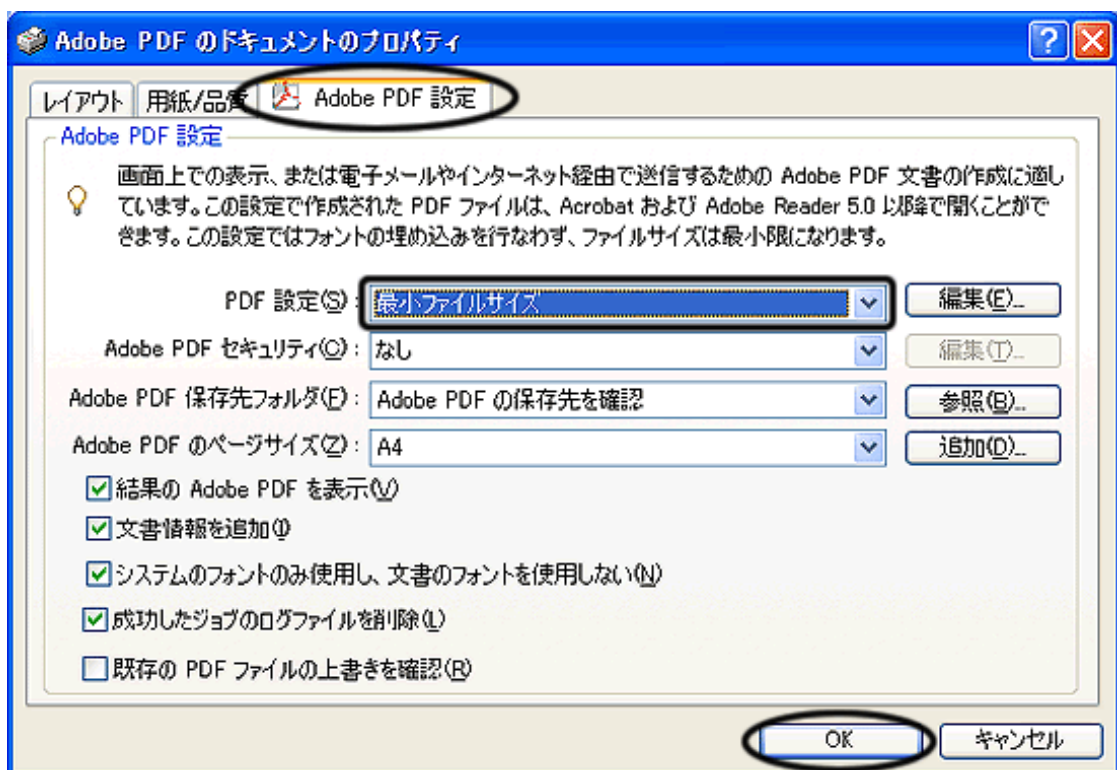 Adobe PDF のドキュメントのプロパティ
レイアウト 用紙/品質 Adobe PDF 設定
Adobe PDF 設定
画面上での表示、または電子メールやインターネット経由で送信するための Adobe PDF 文書の作成に適し
ています。この設定で作成された PDF ファイルは、Acrobat および Adobe Reader 5.0 以降で開くことがで
きます。この設定ではフォントの埋め込みを行なわず、ファイルサイズは最小限になります。
PDF 設定(S): 最小ファイルサイズ 編集(E)...
Adobe PDF セキュリティ(C): なし 編集(T)...
Adobe PDF 保存先フォルダ(F): Adobe PDF の保存先を確認 参照(B)...
Adobe PDF のページサイズ(Z): A4 追加(D)...
結果の Adobe PDF を表示(V)
文書情報を追加(I)
システムのフォントのみ使用し、文書のフォントを使用しない(N)
成功したジョブのログファイルを削除(L)
既存の PDF ファイルの上書きを確認(R)
OK キャンセル